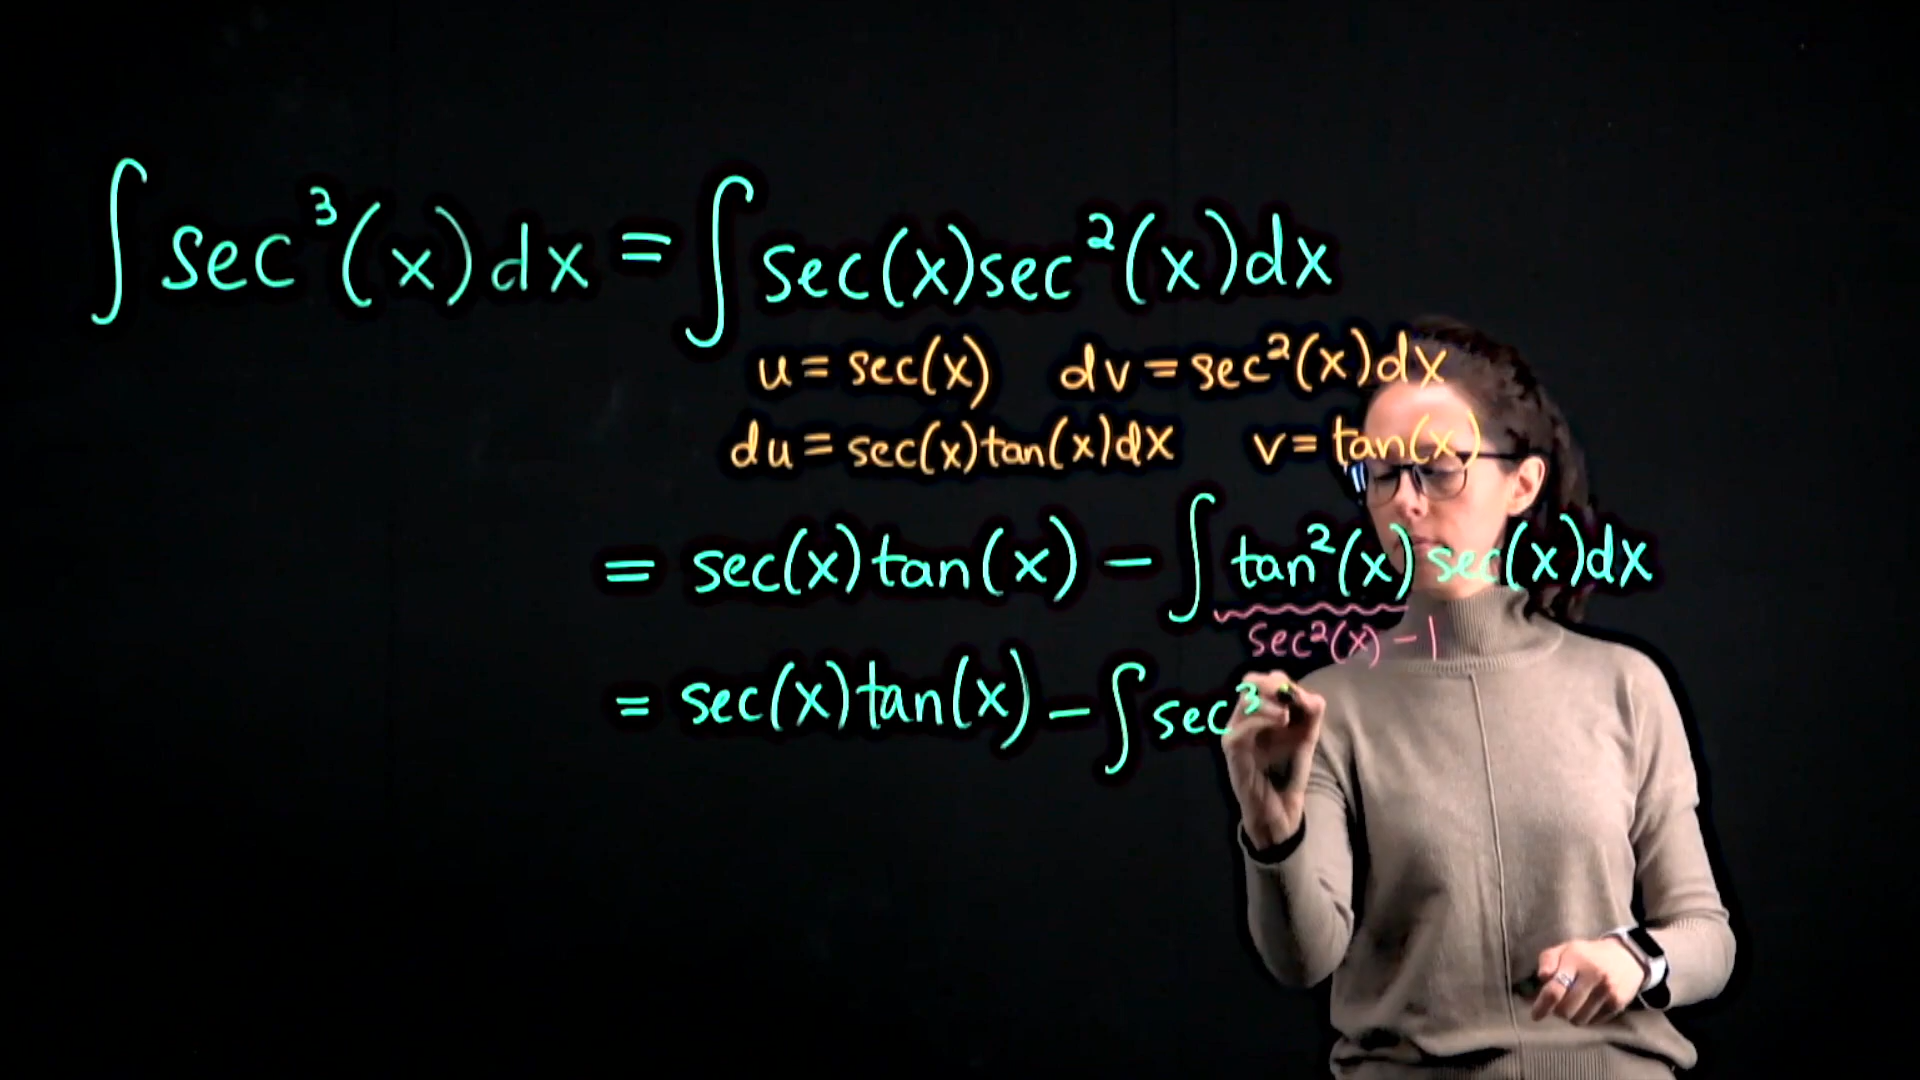 ∫ sec³(x) dx = ∫ sec(x)sec²(x)dx
u = sec(x) dv = sec²(x)dx
du = sec(x)tan(x)dx v = tan(x)
= sec(x)tan(x) − ∫ tan²(x) sec(x)dx
sec²(x) − 1
= sec(x)tan(x) − ∫ sec³